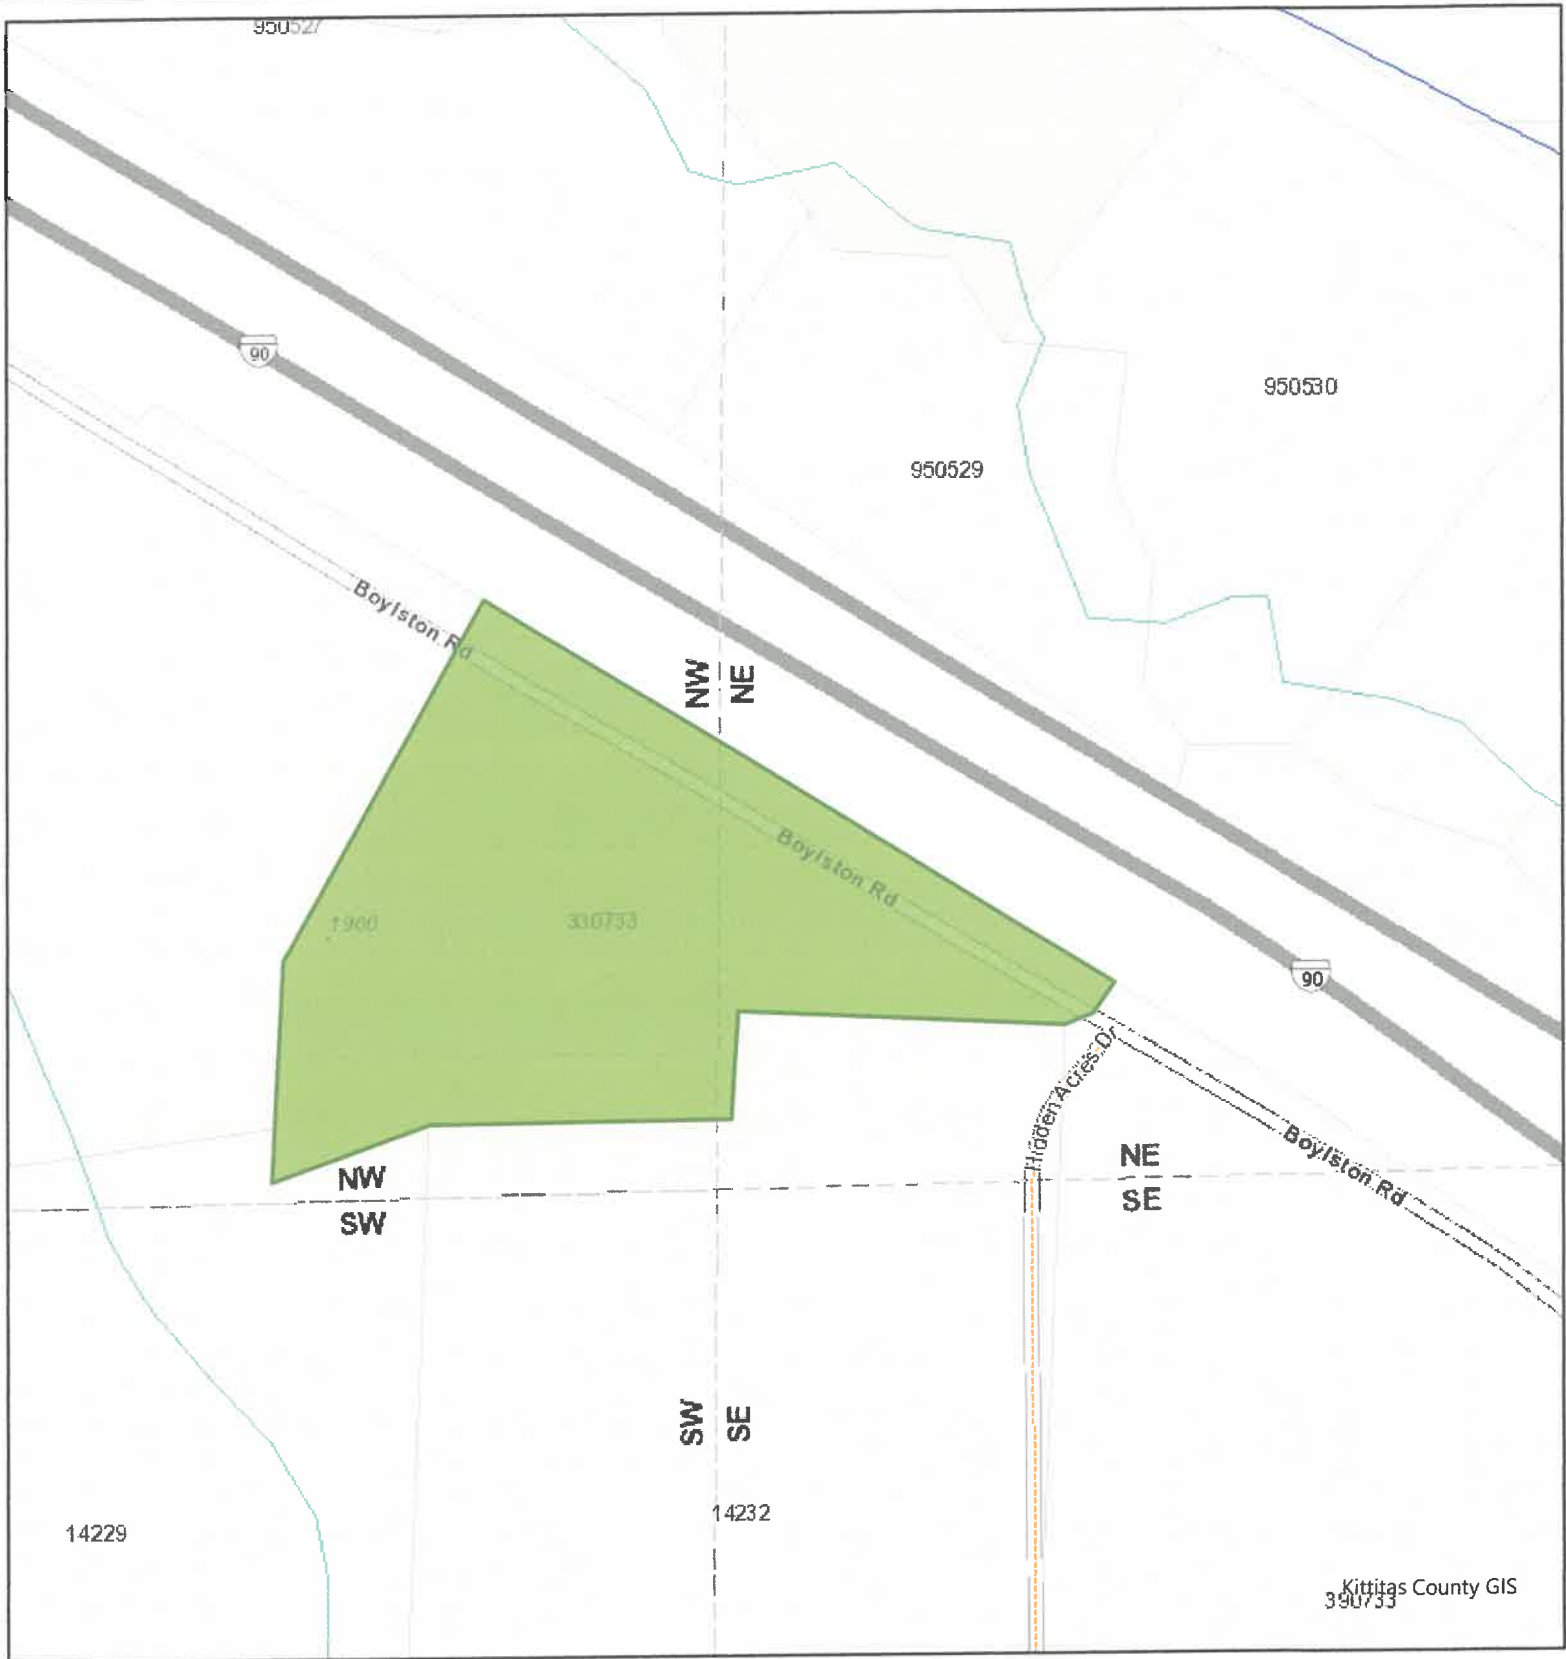 950527
90
950530
950529
Boylston Rd
NW
NE
Boylston Rd
1900
330733
90
Hidden Acres Dr
NW
SW
NE
SE
Boylston Rd
SW
SE
14232
14229
Kittitas County GIS
390733